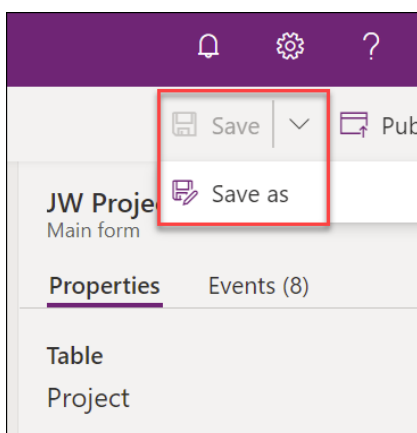 Save
Pub
Save as
JW Proje
Main form
Properties Events (8)
Table
Project